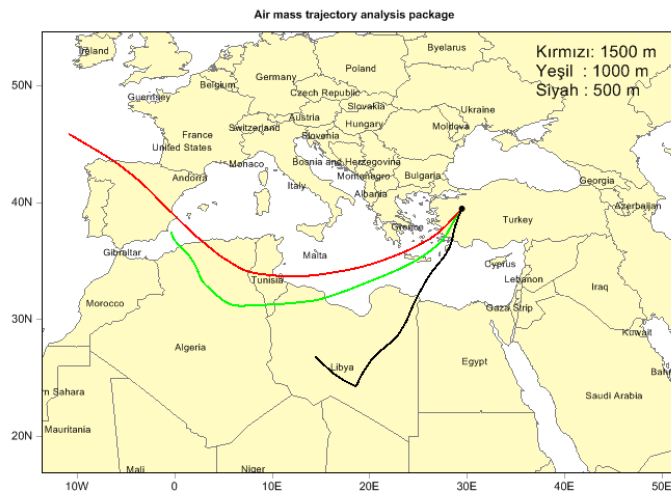 Air mass trajectory analysis package
Ireland
Byelarus
Kırmızı: 1500 m
Poland
Yeşil : 1000 m
Germany
Belgium
Siyah : 500 m
50N
Czech Republic
Guernsey
Slovakia
Ukraine
Austria
Hungary
Moldova
France
Switzerland
Slovenia
United States
Monaco
Bosnia and Herzegovina
Andorra
Montenegro
Bulgaria
Georgia
Italy
Albania
40N
Azerbaijan
Turkey
Greece
Gibraltar
Malta
Cyprus
Tunisia
Lebanon
Iraq
Morocco
Gaza Strip
30N
Kuwait
Algeria
Libya
Egypt
Bah
rn Sahara
Saudi Arabia
Mauritania
20N
Mali
Niger
10W 0 10E 20E 30E 40E 50E